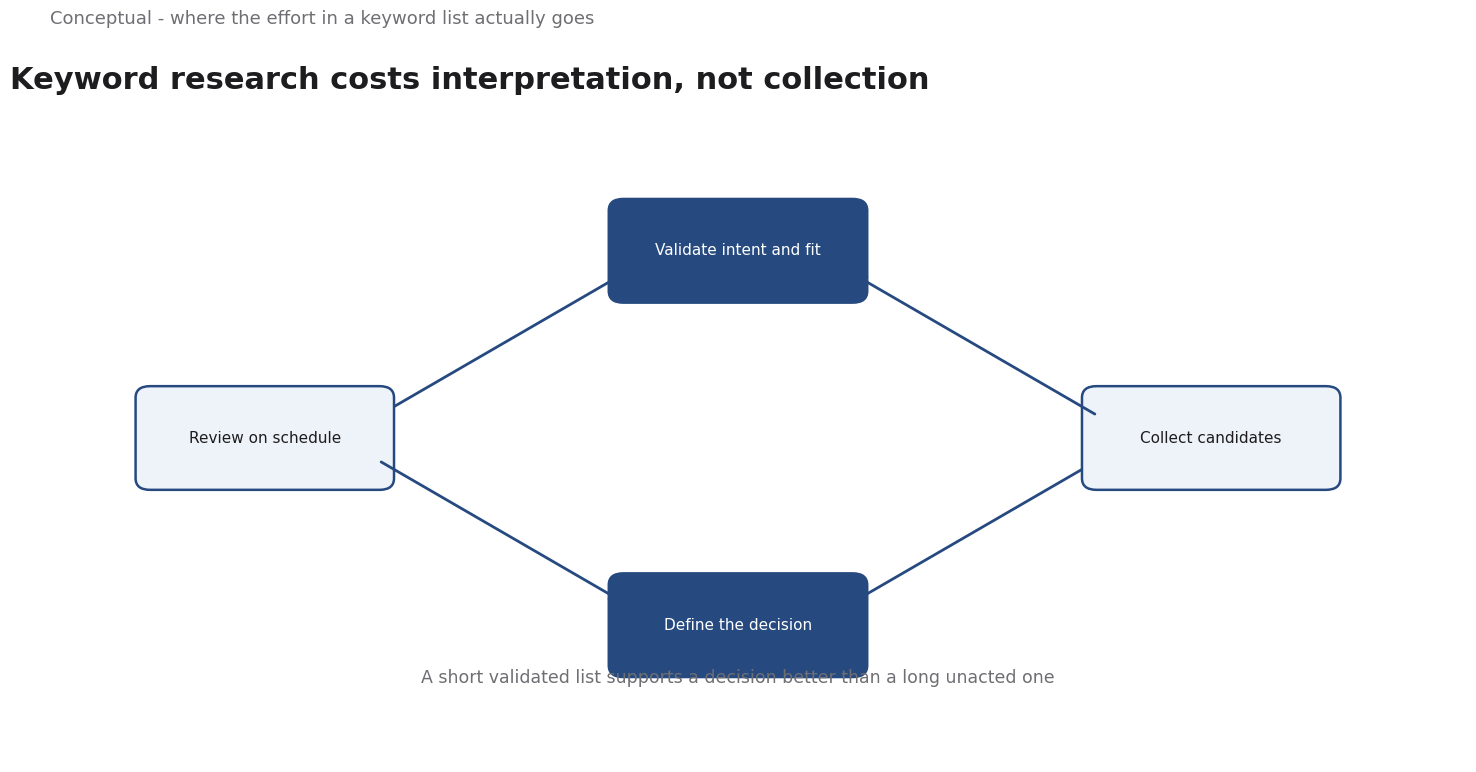 Conceptual - where the effort in a keyword list actually goes
Keyword research costs interpretation, not collection
Validate intent and fit
Review on schedule
Collect candidates
Define the decision
A short validated list supports a decision better than a long unacted one